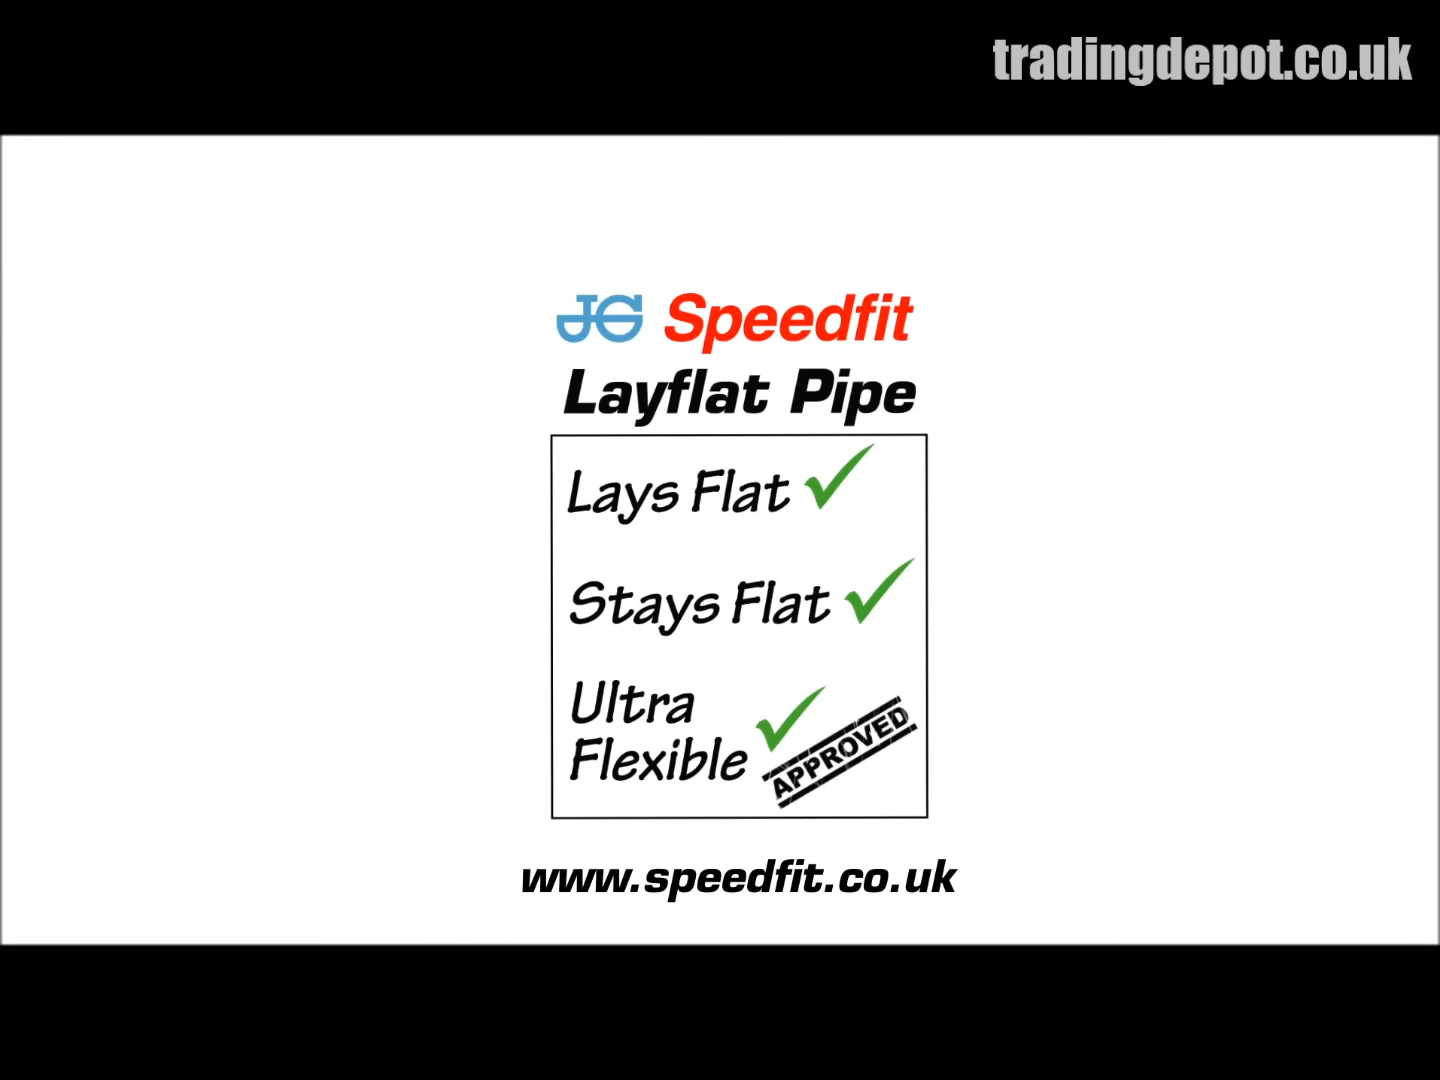 tradingdepot.co.uk
JG Speedfit
Layflat Pipe
Lays Flat
Stays Flat
Ultra
Flexible
APPROVED
www.speedfit.co.uk